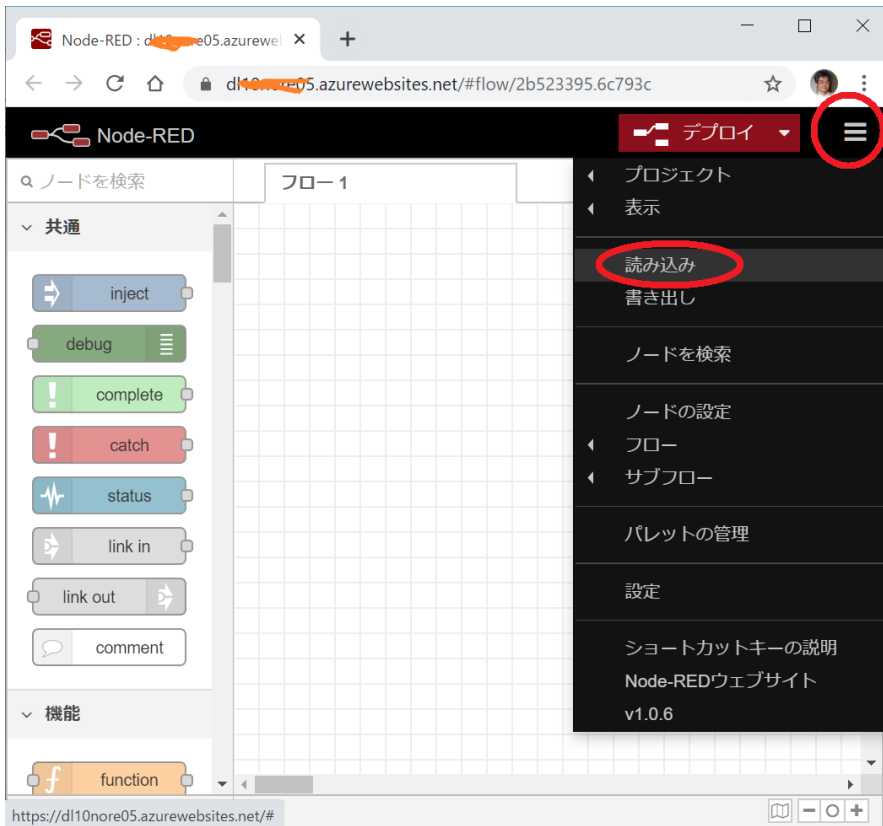 Node-RED : dl10nore05.azurewel
dl10nore05.azurewebsites.net/#flow/2b523395.6c793c
Node-RED
デプロイ
ノードを検索
フロー 1
プロジェクト
表示
共通
読み込み
書き出し
inject
debug
ノードを検索
complete
ノードの設定
catch
フロー
サブフロー
status
パレットの管理
link in
設定
link out
comment
ショートカットキーの説明
Node-REDウェブサイト
v1.0.6
機能
function
https://dl10nore05.azurewebsites.net/#